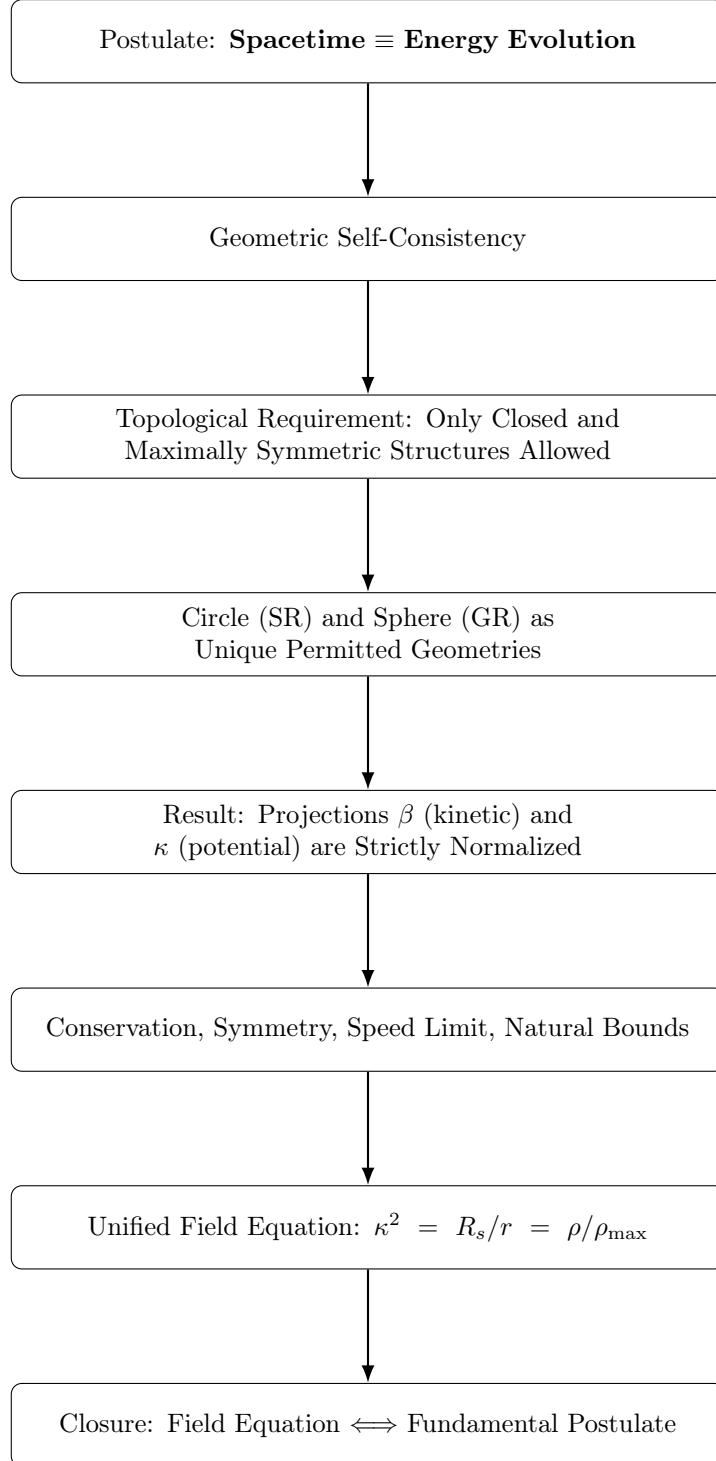 Postulate: Spacetime ≡ Energy Evolution
Geometric Self-Consistency
Topological Requirement: Only Closed and
Maximally Symmetric Structures Allowed
Circle (SR) and Sphere (GR) as
Unique Permitted Geometries
Result: Projections β (kinetic) and
κ (potential) are Strictly Normalized
Conservation, Symmetry, Speed Limit, Natural Bounds
Unified Field Equation: κ² = Rₛ/r = ρ/ρmax
Closure: Field Equation ⟺ Fundamental Postulate